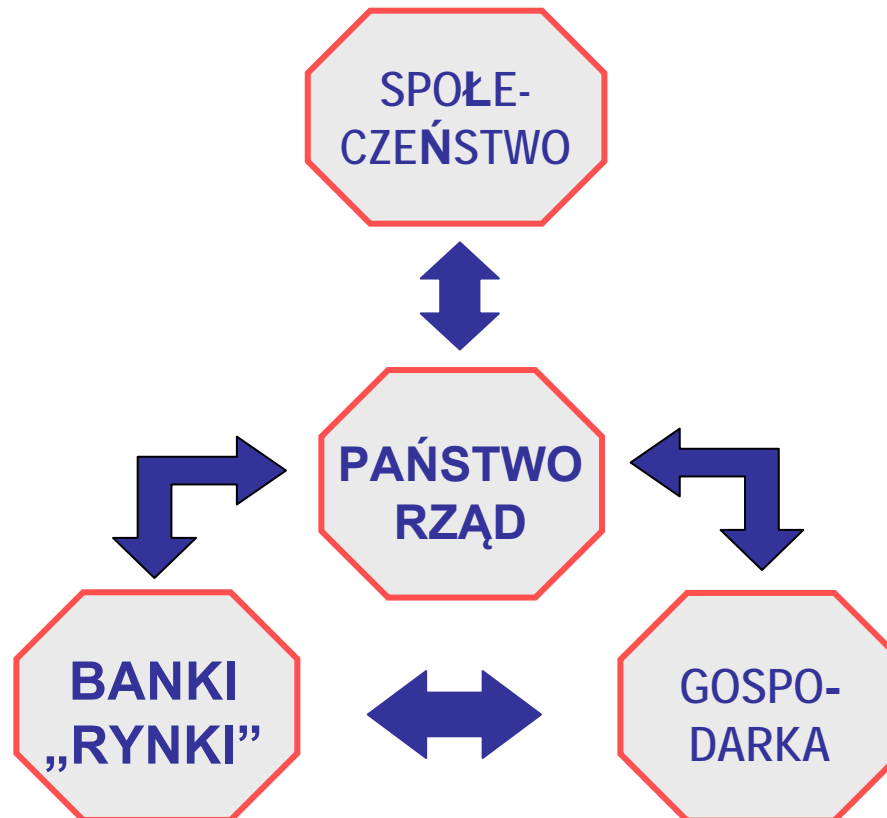 SPOŁE-
CZEŃSTWO
PAŃSTWO
RZĄD
BANKI
„RYNKI”
GOSPO-
DARKA